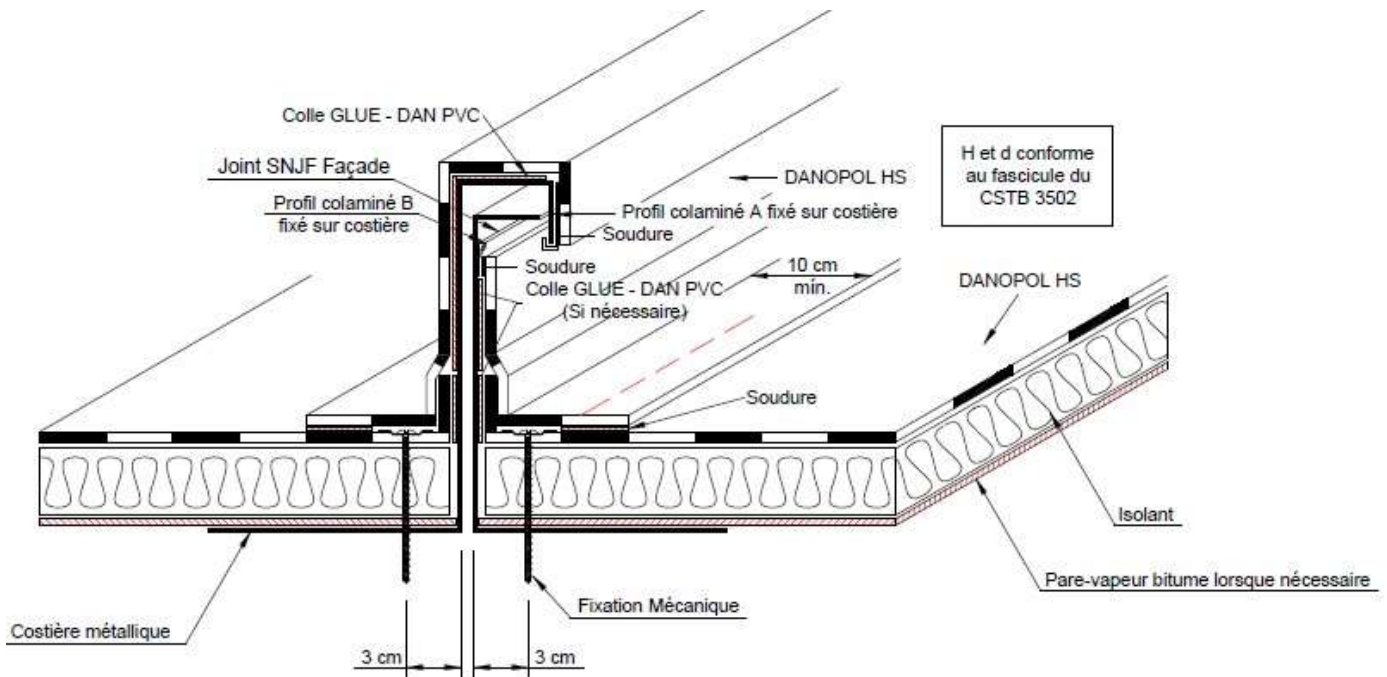 Colle GLUE - DAN PVC
Joint SNJF Façade
Profil colaminé B
fixé sur costière
DANOPOL HS
Profil colaminé A fixé sur costière
Soudure
H et d conforme
au fascicule du
CSTB 3502
Soudure
Colle GLUE - DAN PVC
(Si nécessaire)
10 cm
mín.
DANOPOL HS
Soudure
Isolant
Pare-vapeur bitume lorsque nécessaire
Fixation Mécanique
Costière métallique
3 cm
3 cm